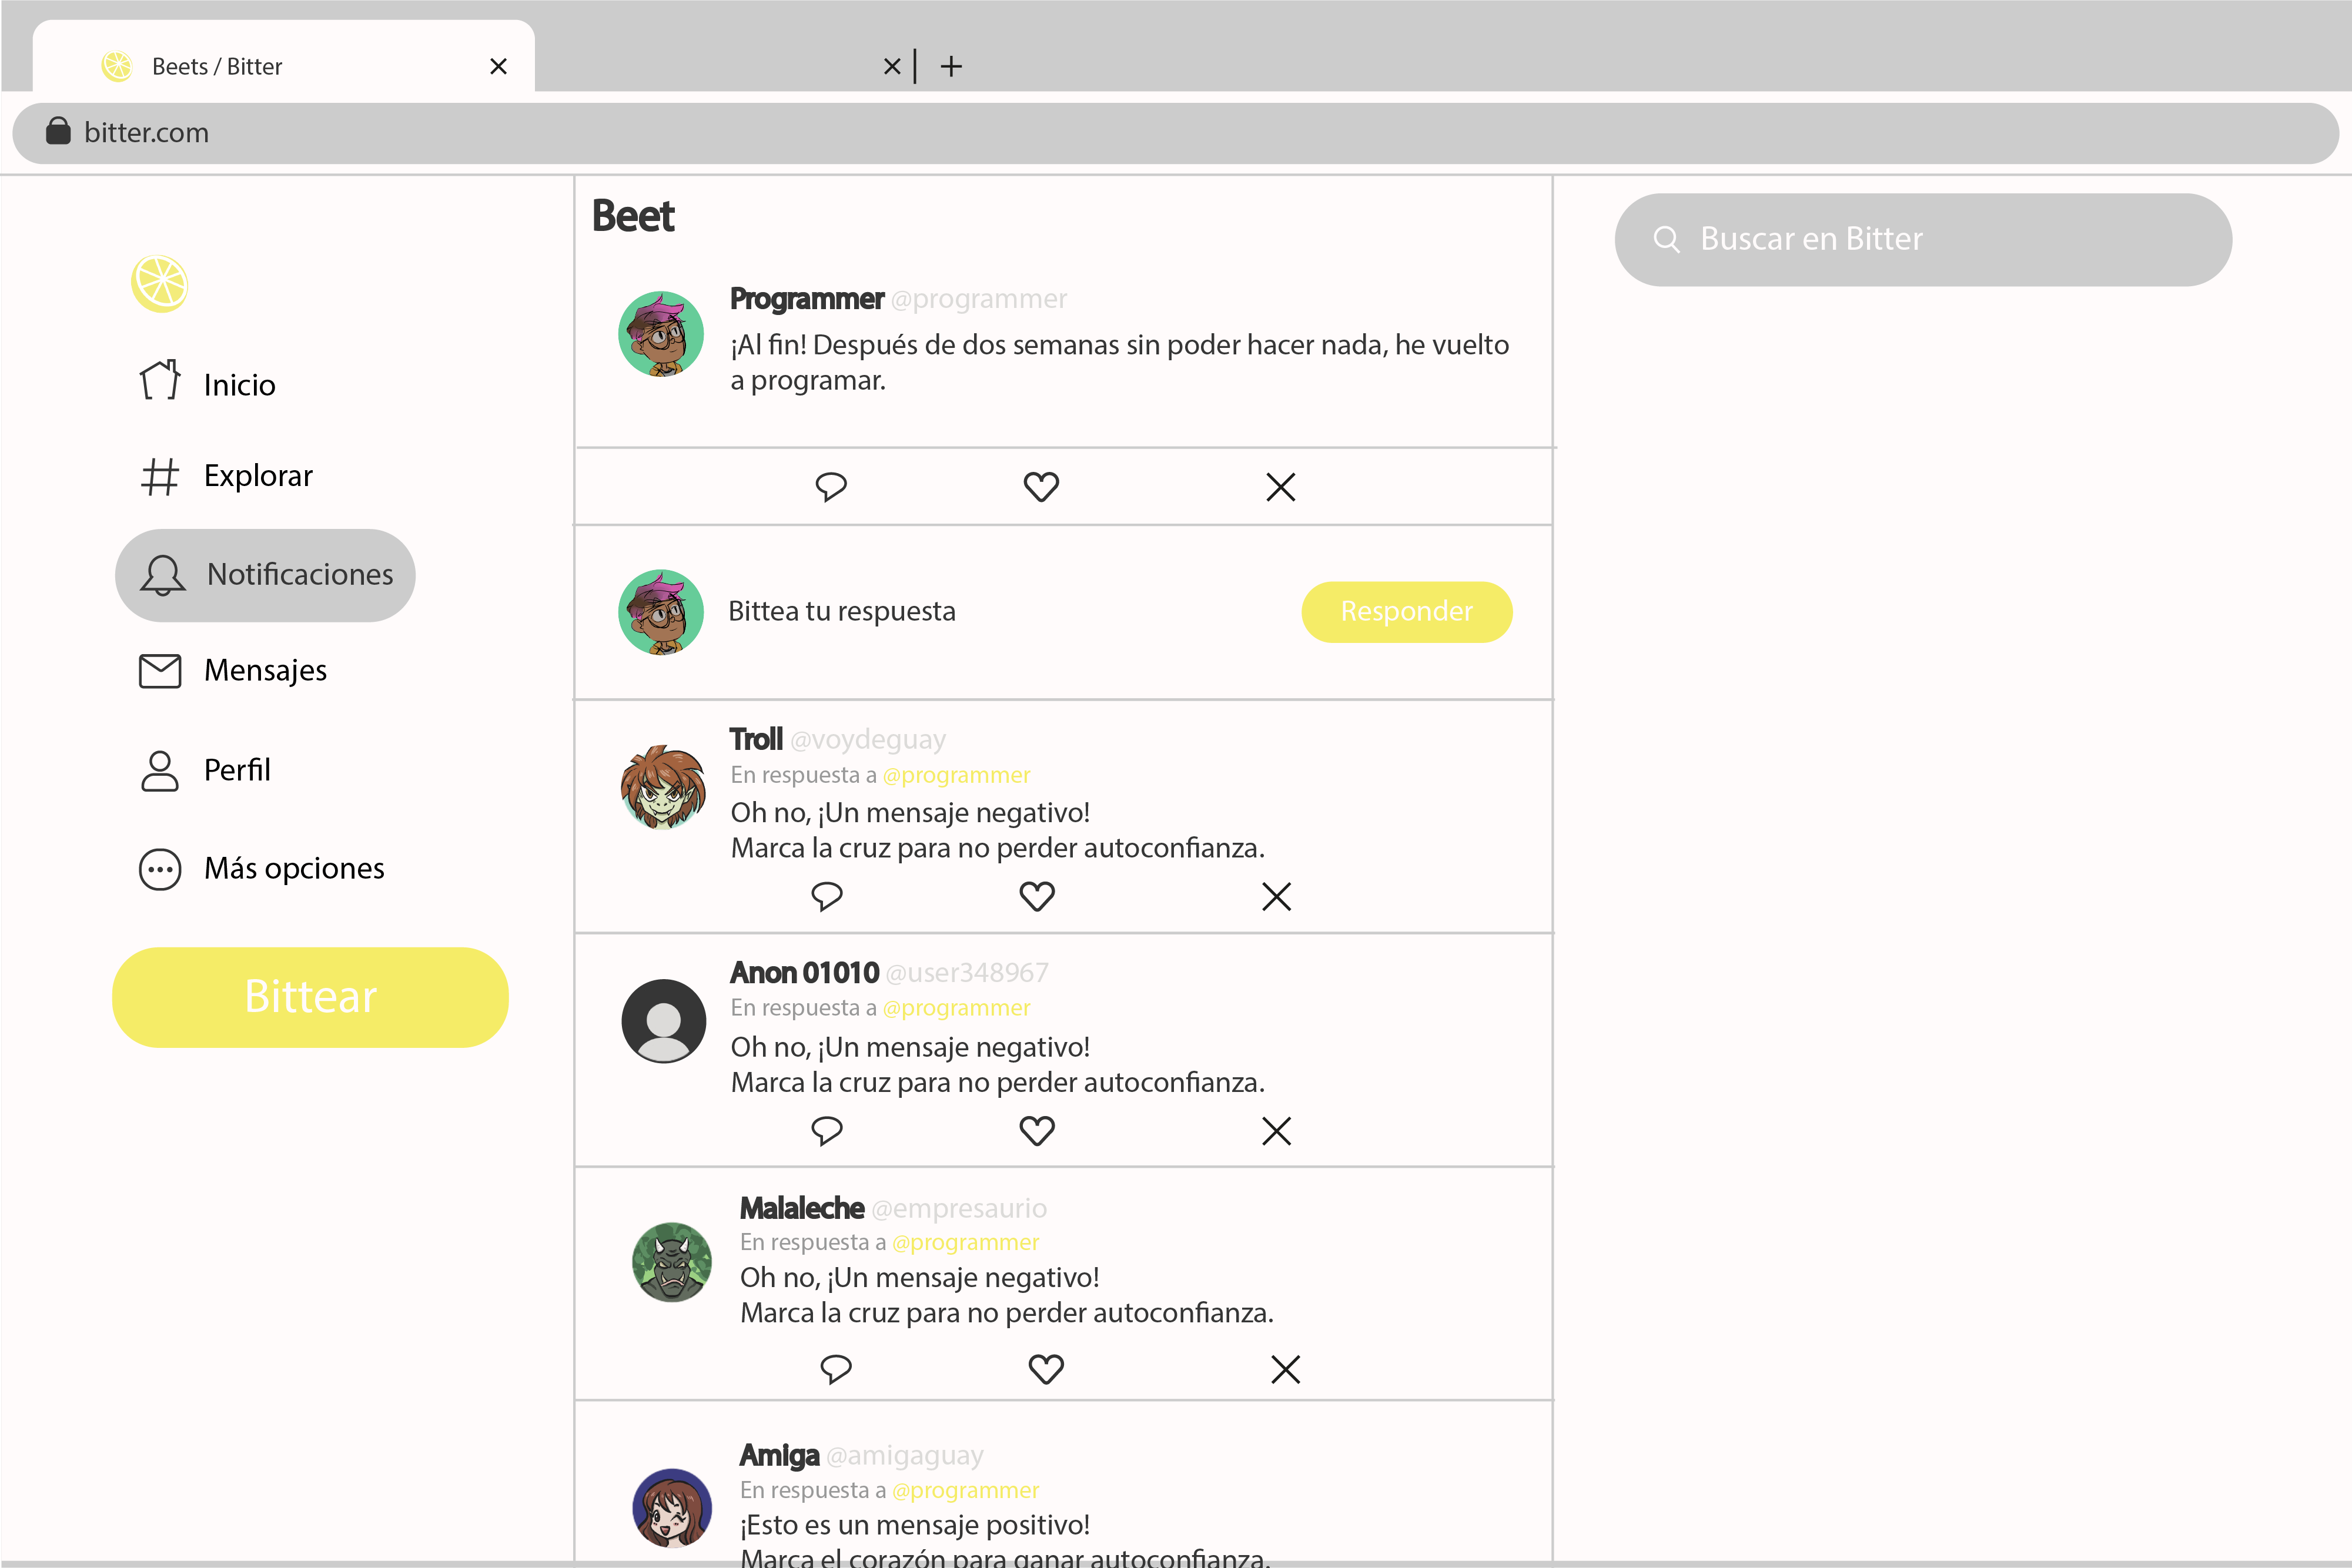 Beets / Bitter
bitter.com
Inicio
Explorar
Notificaciones
Mensajes
Perfil
Más opciones
Bittear
Beet
Programmer @programmer
¡Al fin! Después de dos semanas sin poder hacer nada, he vuelto
a programar.
Bittea tu respuesta
Responder
Troll @voydeguay
En respuesta a @programmer
Oh no, ¡Un mensaje negativo!
Marca la cruz para no perder autoconfianza.
Anon 01010 @user348967
En respuesta a @programmer
Oh no, ¡Un mensaje negativo!
Marca la cruz para no perder autoconfianza.
Malaleche @empresaurio
En respuesta a @programmer
Oh no, ¡Un mensaje negativo!
Marca la cruz para no perder autoconfianza.
Amiga @amigaguay
En respuesta a @programmer
¡Esto es un mensaje positivo!
Marca el corazón para ganar autoconfianza.
Buscar en Bitter